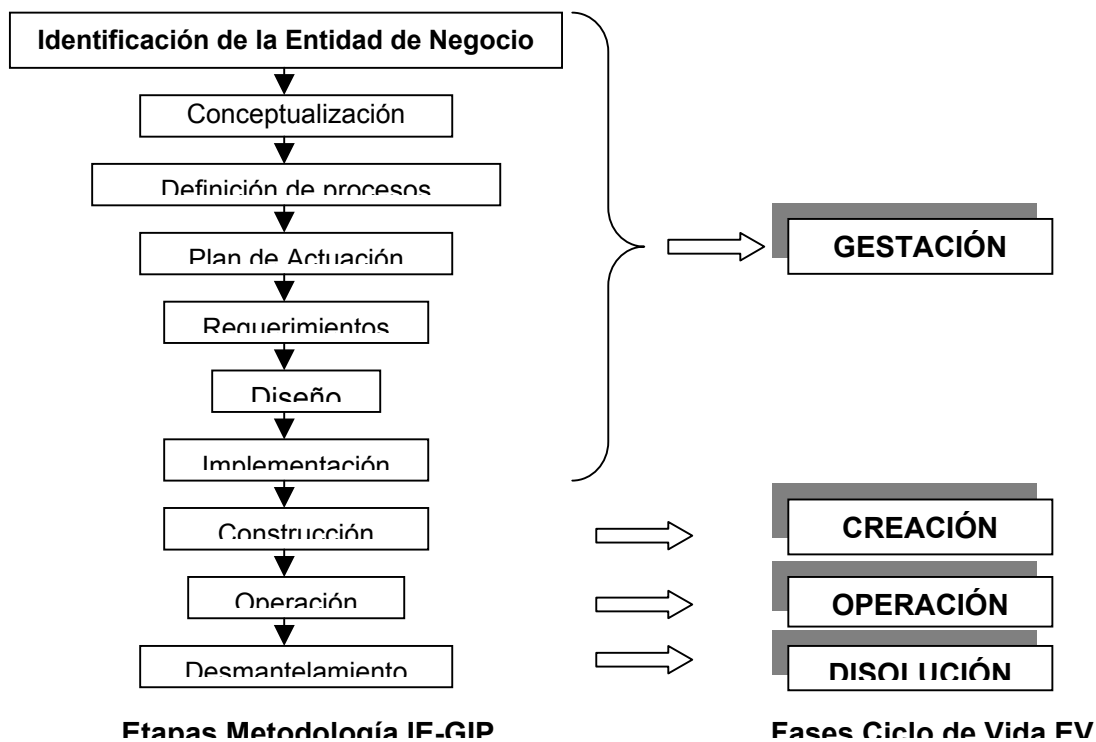 Identificación de la Entidad de Negocio
Conceptualización
Definición de procesos
Plan de Actuación
Requerimientos
Diseño
Implementación
Construcción
Operación
Desmantelamiento
Etapas Metodología IE-GIP
GESTACIÓN
CREACIÓN
OPERACIÓN
DISOLUCIÓN
Fases Ciclo de Vida EV